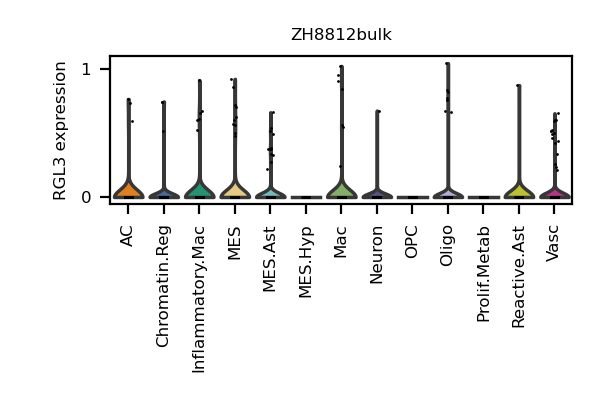 ZH8812bulk
RGL3 expression
1
0
AC
Chromatin.Reg
Inflammatory.Mac
MES
MES.Ast
MES.Hyp
Mac
Neuron
OPC
Oligo
Prolif.Metab
Reactive.Ast
Vasc